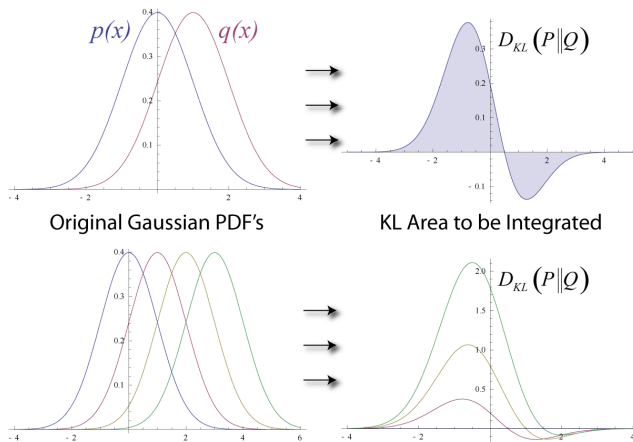 p(x) q(x)
0.4
0.3
0.2
0.1
-4 -2 0 2 4
D_KL(P‖Q)
0.3
0.2
0.1
-0.1
-4 -2 2 4
Original Gaussian PDF's
KL Area to be Integrated
0.4
0.3
0.2
0.1
-4 -2 0 2 4 6
D_KL(P‖Q)
2.0
1.5
1.0
0.5
-4 -2 2 4